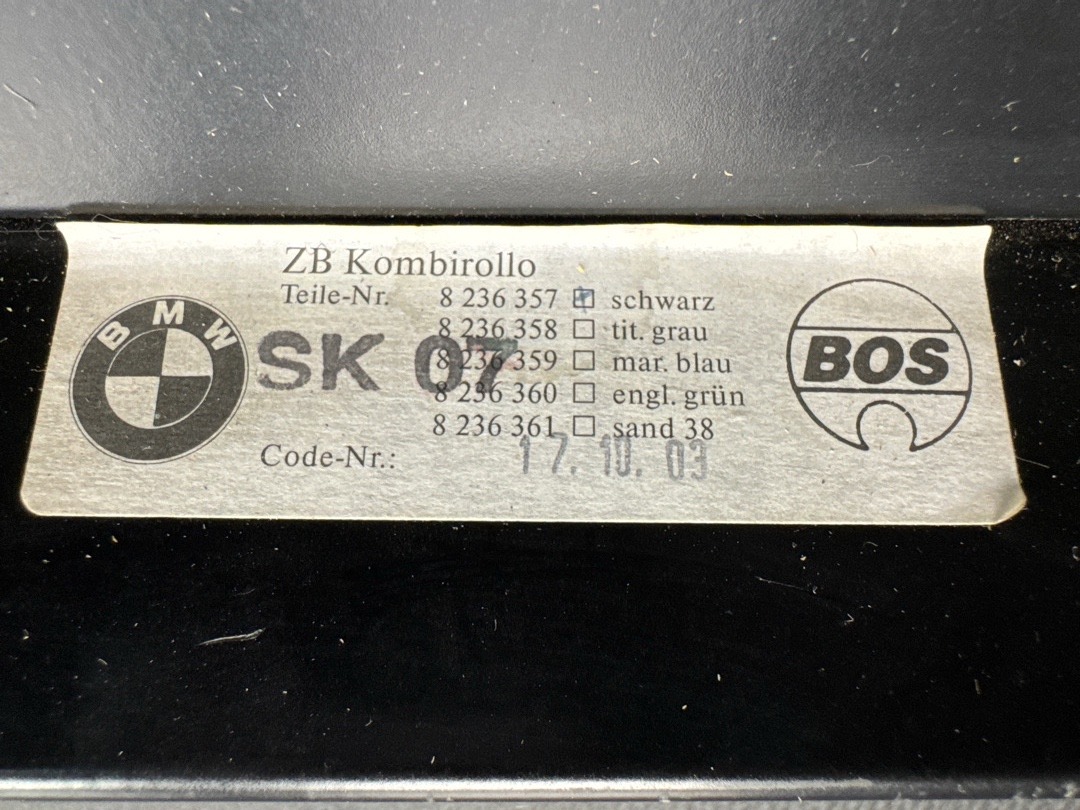 ZB Kombirollo
Teile-Nr. 8 236 357 schwarz
8 236 358 ☐ tit. grau
8 236 359 ☐ mar. blau
8 236 360 ☐ engl. grün
8 236 361 ☐ sand 38
Code-Nr.:
SK 07
17. 10. 03
BMW
BOS